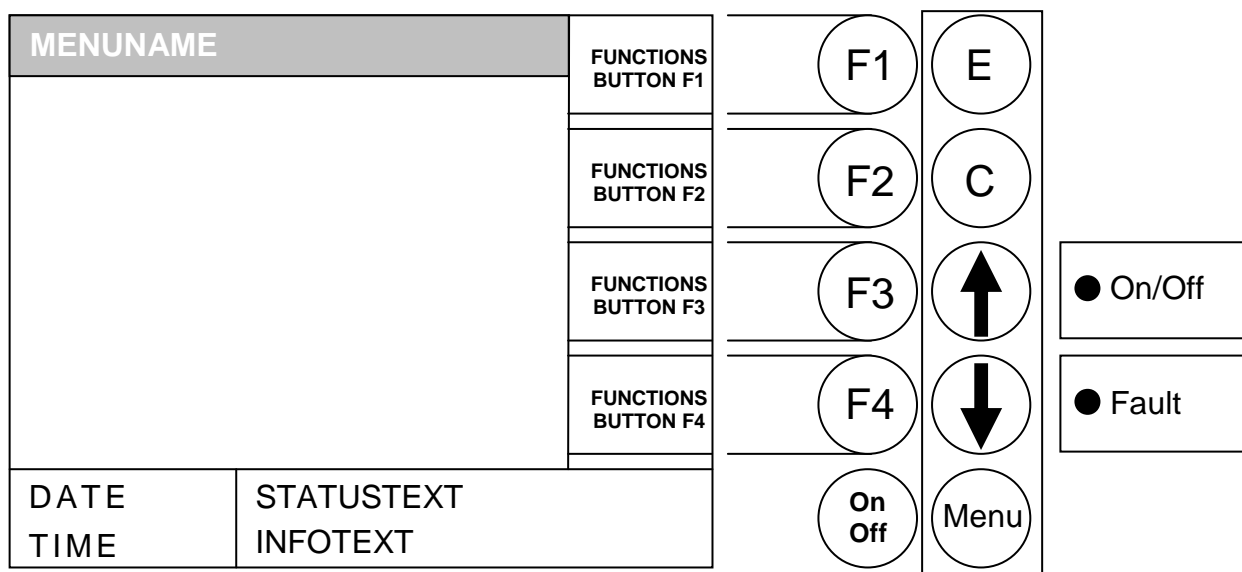 MENUNAME
FUNCTIONS
BUTTON F1
FUNCTIONS
BUTTON F2
FUNCTIONS
BUTTON F3
FUNCTIONS
BUTTON F4
DATE
TIME
STATUSTEXT
INFOTEXT
F1
F2
F3
F4
On
Off
E
C
Menu
On/Off
Fault